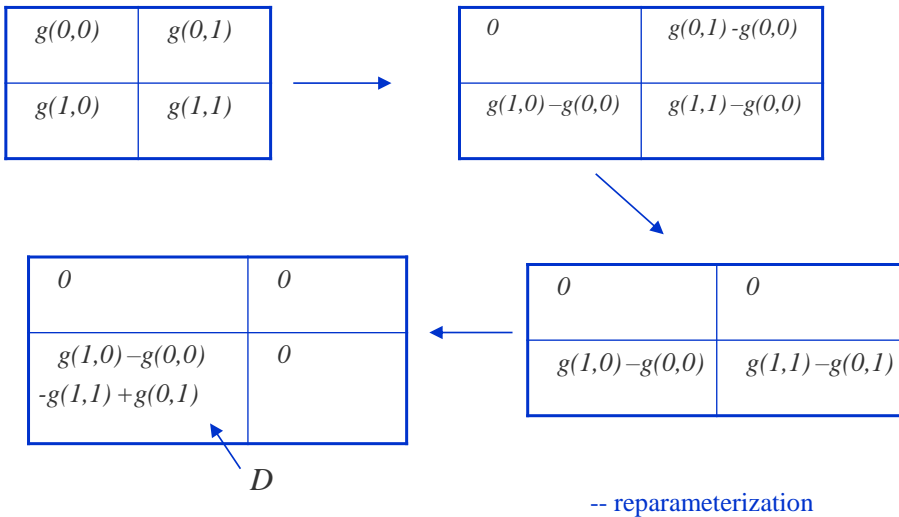 g(0,0) g(0,1)
g(1,0) g(1,1)
0 g(0,1) -g(0,0)
g(1,0) –g(0,0) g(1,1) –g(0,0)
0 0
g(1,0) –g(0,0) g(1,1) –g(0,1)
0 0
g(1,0) –g(0,0) 0
-g(1,1) +g(0,1)
D
-- reparameterization